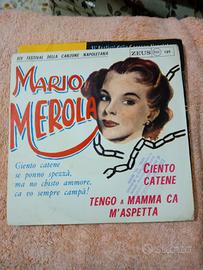 XIV FESTIVAL DELLA CANZONE NAPOLETANA
ZEUS
MARIO
MEROLA
Ciento catene
se ponno spezzà,
ma no chisto ammore,
ca vo sempre campà!
CIENTO
CATENE
TENGO A MAMMA CA
M'ASPETTA